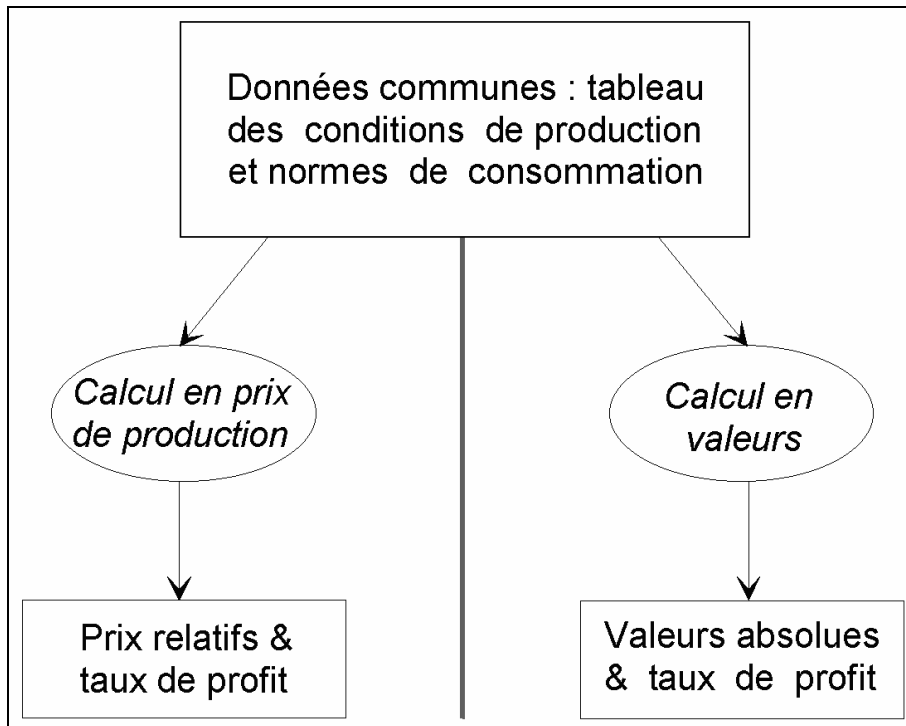 Données communes : tableau
des conditions de production
et normes de consommation
Calcul en prix
de production
Calcul en
valeurs
Prix relatifs &
taux de profit
Valeurs absolues
& taux de profit